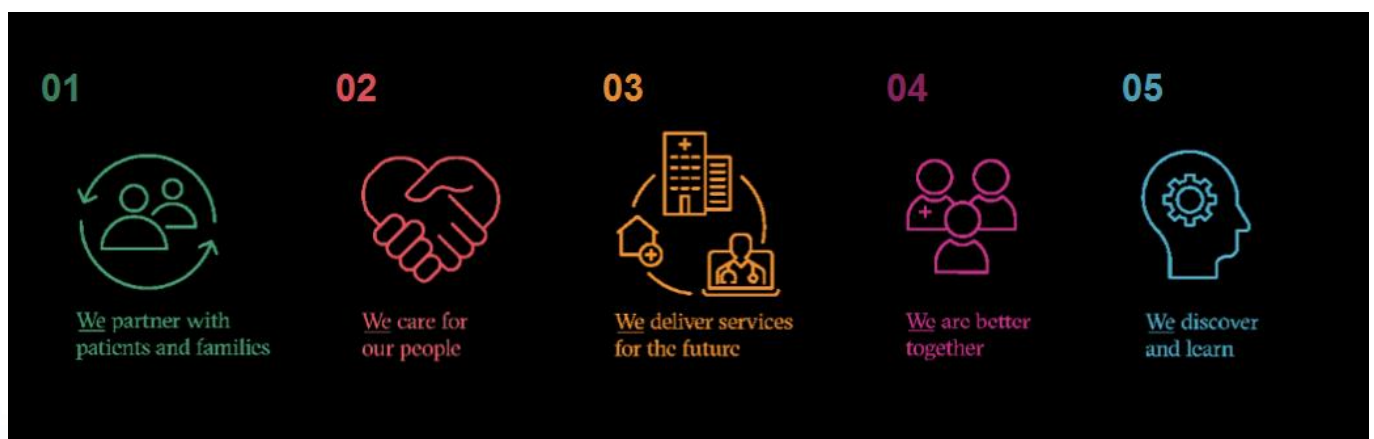 01
We partner with
patients and families
02
We care for
our people
03
We deliver services
for the future
04
We are better
together
05
We discover
and learn